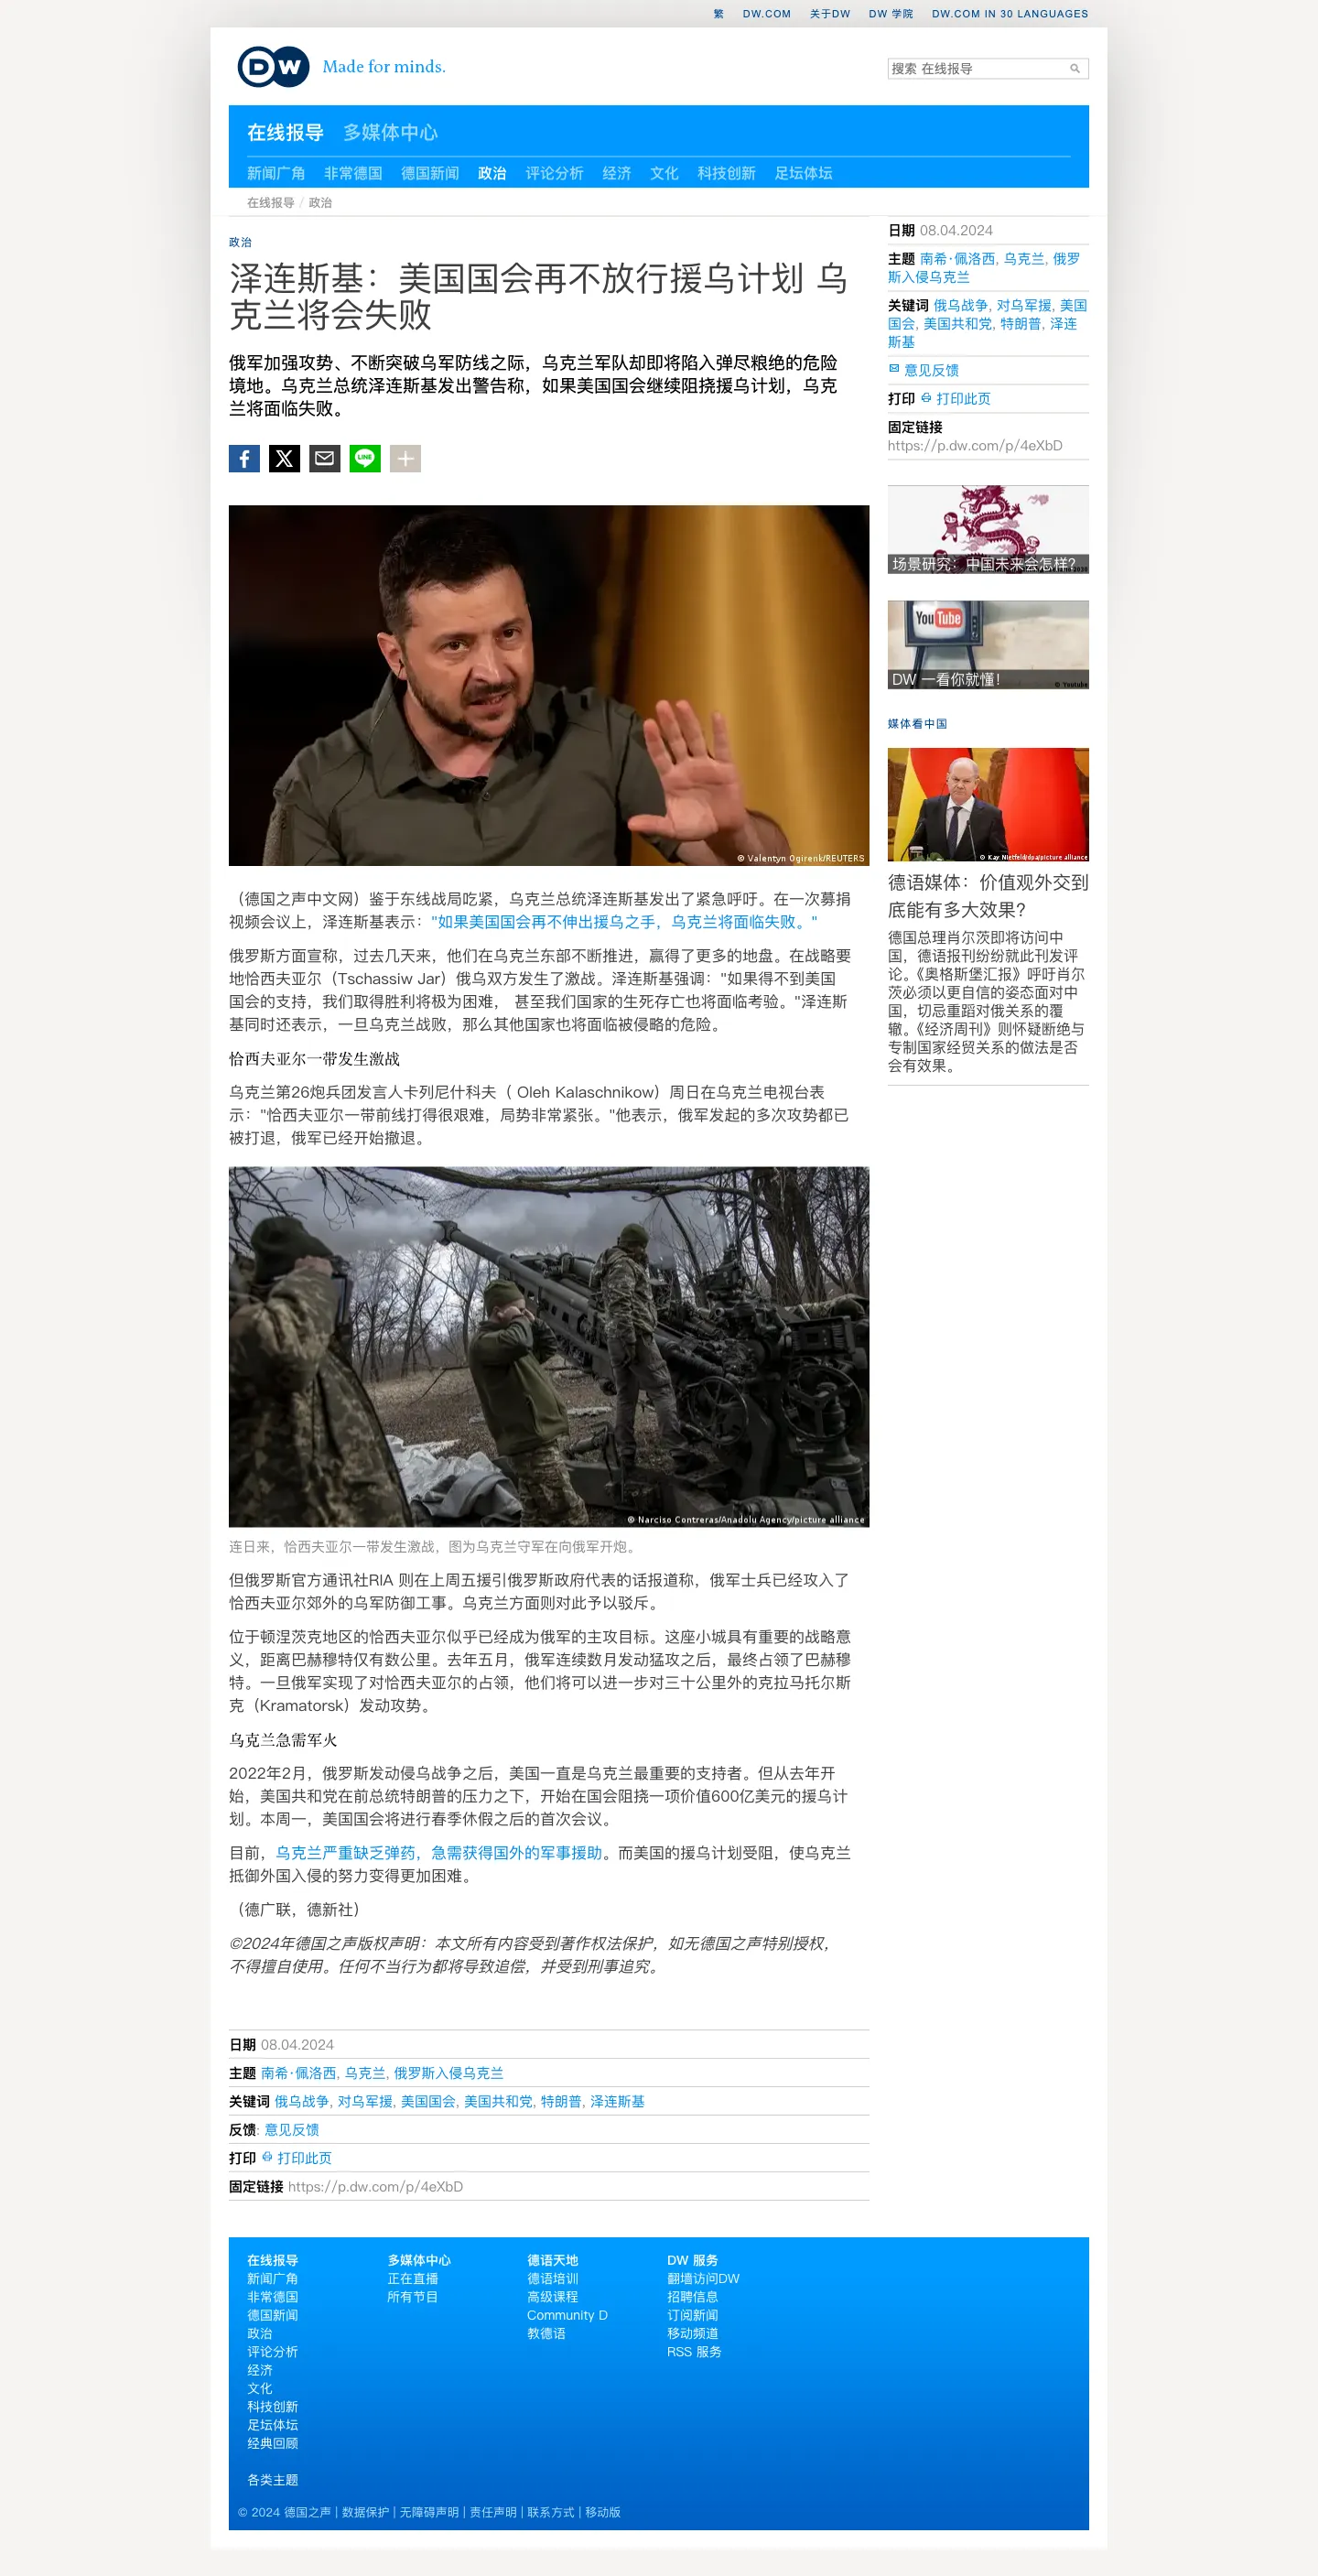 繁 DW.COM 关于DW DW 学院 DW.COM IN 30 LANGUAGES
DW Made for minds.
搜索 在线报导
在线报导 多媒体中心
新闻广角 非常德国 德国新闻 政治 评论分析 经济 文化 科技创新 足坛体坛
在线报导 / 政治
政治
泽连斯基：美国国会再不放行援乌计划 乌
克兰将会失败
俄军加强攻势、不断突破乌军防线之际，乌克兰军队却即将陷入弹尽粮绝的危险
境地。乌克兰总统泽连斯基发出警告称，如果美国国会继续阻挠援乌计划，乌克
兰将面临失败。
LINE
© Valentyn Ogirenk/REUTERS
（德国之声中文网）鉴于东线战局吃紧，乌克兰总统泽连斯基发出了紧急呼吁。在一次募捐
视频会议上，泽连斯基表示："如果美国国会再不伸出援乌之手，乌克兰将面临失败。"
俄罗斯方面宣称，过去几天来，他们在乌克兰东部不断推进，赢得了更多的地盘。在战略要
地恰西夫亚尔（Tschassiw Jar）俄乌双方发生了激战。泽连斯基强调："如果得不到美国
国会的支持，我们取得胜利将极为困难， 甚至我们国家的生死存亡也将面临考验。"泽连斯
基同时还表示，一旦乌克兰战败，那么其他国家也将面临被侵略的危险。
恰西夫亚尔一带发生激战
乌克兰第26炮兵团发言人卡列尼什科夫（ Oleh Kalaschnikow）周日在乌克兰电视台表
示："恰西夫亚尔一带前线打得很艰难，局势非常紧张。"他表示，俄军发起的多次攻势都已
被打退，俄军已经开始撤退。
© Narciso Contreras/Anadolu Agency/picture alliance
连日来，恰西夫亚尔一带发生激战，图为乌克兰守军在向俄军开炮。
但俄罗斯官方通讯社RIA 则在上周五援引俄罗斯政府代表的话报道称，俄军士兵已经攻入了
恰西夫亚尔郊外的乌军防御工事。乌克兰方面则对此予以驳斥。
位于顿涅茨克地区的恰西夫亚尔似乎已经成为俄军的主攻目标。这座小城具有重要的战略意
义，距离巴赫穆特仅有数公里。去年五月，俄军连续数月发动猛攻之后，最终占领了巴赫穆
特。一旦俄军实现了对恰西夫亚尔的占领，他们将可以进一步对三十公里外的克拉马托尔斯
克（Kramatorsk）发动攻势。
乌克兰急需军火
2022年2月，俄罗斯发动侵乌战争之后，美国一直是乌克兰最重要的支持者。但从去年开
始，美国共和党在前总统特朗普的压力之下，开始在国会阻挠一项价值600亿美元的援乌计
划。本周一，美国国会将进行春季休假之后的首次会议。
目前，乌克兰严重缺乏弹药，急需获得国外的军事援助。而美国的援乌计划受阻，使乌克兰
抵御外国入侵的努力变得更加困难。
（德广联，德新社）
©2024年德国之声版权声明：本文所有内容受到著作权法保护，如无德国之声特别授权，
不得擅自使用。任何不当行为都将导致追偿，并受到刑事追究。
日期 08.04.2024
主题 南希·佩洛西, 乌克兰, 俄罗斯入侵乌克兰
关键词 俄乌战争, 对乌军援, 美国国会, 美国共和党, 特朗普, 泽连斯基
反馈: 意见反馈
打印 打印此页
固定链接 https://p.dw.com/p/4eXbD
日期 08.04.2024
主题 南希·佩洛西, 乌克兰, 俄罗
斯入侵乌克兰
关键词 俄乌战争, 对乌军援, 美国
国会, 美国共和党, 特朗普, 泽连
斯基
意见反馈
打印 打印此页
固定链接
https://p.dw.com/p/4eXbD
场景研究：中国未来会怎样？
YouTube
DW 一看你就懂！
© Youtube
媒体看中国
© Kay Nietfeld/dpa/picture alliance
德语媒体：价值观外交到
底能有多大效果？
德国总理肖尔茨即将访问中
国，德语报刊纷纷就此刊发评
论。《奥格斯堡汇报》呼吁肖尔
茨必须以更自信的姿态面对中
国，切忌重蹈对俄关系的覆
辙。《经济周刊》则怀疑断绝与
专制国家经贸关系的做法是否
会有效果。
在线报导
新闻广角
非常德国
德国新闻
政治
评论分析
经济
文化
科技创新
足坛体坛
经典回顾
各类主题
多媒体中心
正在直播
所有节目
德语天地
德语培训
高级课程
Community D
教德语
DW 服务
翻墙访问DW
招聘信息
订阅新闻
移动频道
RSS 服务
© 2024 德国之声 | 数据保护 | 无障碍声明 | 责任声明 | 联系方式 | 移动版